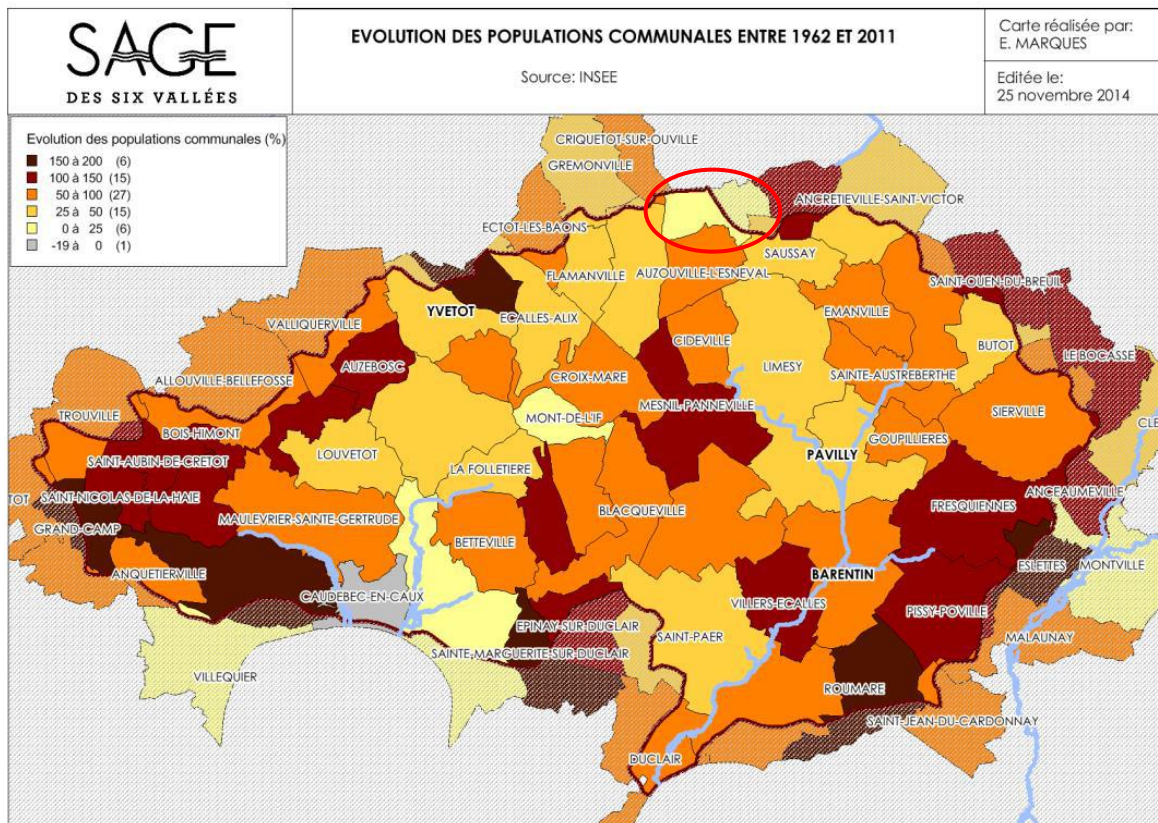 SAGE
DES SIX VALLÉES
EVOLUTION DES POPULATIONS COMMUNALES ENTRE 1962 ET 2011
Source: INSEE
Carte réalisée par:
E. MARQUES
Editée le:
25 novembre 2014
Evolution des populations communales (%)
150 à 200 (6)
100 à 150 (15)
50 à 100 (27)
25 à 50 (15)
0 à 25 (6)
-19 à 0 (1)
CRIQUETOT-SUR-OUVILLE
GREMONVILLE
ANCRETIEVILLE-SAINT-VICTOR
ECTOT-LES-BAONS
SAUSSAY
FLAMANVILLE
AUZOUVILLE-L'ESNEVAL
SAINT-OUEN-DU-BREUIL
YVETOT
ECALLES-ALIX
EMANVILLE
VALLIQUERVILLE
CIDEVILLE
BUTOT
LE BOCASSE
AUZEBOSC
LIMESY
ALLOUVILLE-BELLEFOSSE
CROIX-MARE
SAINTE-AUSTREBERTHE
MESNIL-PANNEVILLE
SIERVILLE
TROUVILLE
MONT-DE-L'IF
CLE
BOIS-HIMONT
GOUPILLIERES
LOUVETOT
PAVILLY
SAINT-AUBIN-DE-CRETOT
LA FOLLETIERE
ANCEAUMEVILLE
TOT
SAINT-NICOLAS-DE-LA-HAIE
FRESQUIENNES
BLACQUEVILLE
MAULEVRIER-SAINTE-GERTRUDE
GRAND-CAMP
BETTEVILLE
ESLETTES
MONTVILLE
ANQUETIERVILLE
BARENTIN
CAUDEBEC-EN-CAUX
VILLERS-ECALLES
PISSY-POVILLE
EPINAY-SUR-DUCLAIR
SAINT-PAER
MALAUNAY
SAINTE MARGUERITE-SUR-DUCLAIR
VILLEQUIER
ROUMARE
SAINT-JEAN-DU-CARDONNAY
DUCLAIR